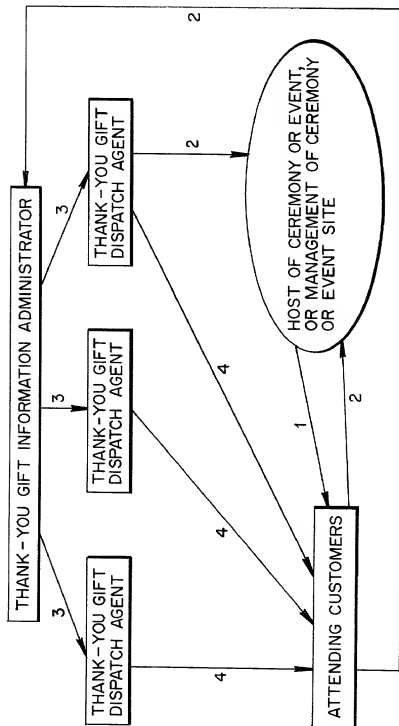 THANK-YOU GIFT INFORMATION ADMINISTRATOR
2
3
3
3
THANK-YOU GIFT
DISPATCH AGENT
THANK-YOU GIFT
DISPATCH AGENT
THANK-YOU GIFT
DISPATCH AGENT
4
4
4
2
ATTENDING CUSTOMERS
1
2
HOST OF CEREMONY OR EVENT,
OR MANAGEMENT OF CEREMONY
OR EVENT SITE